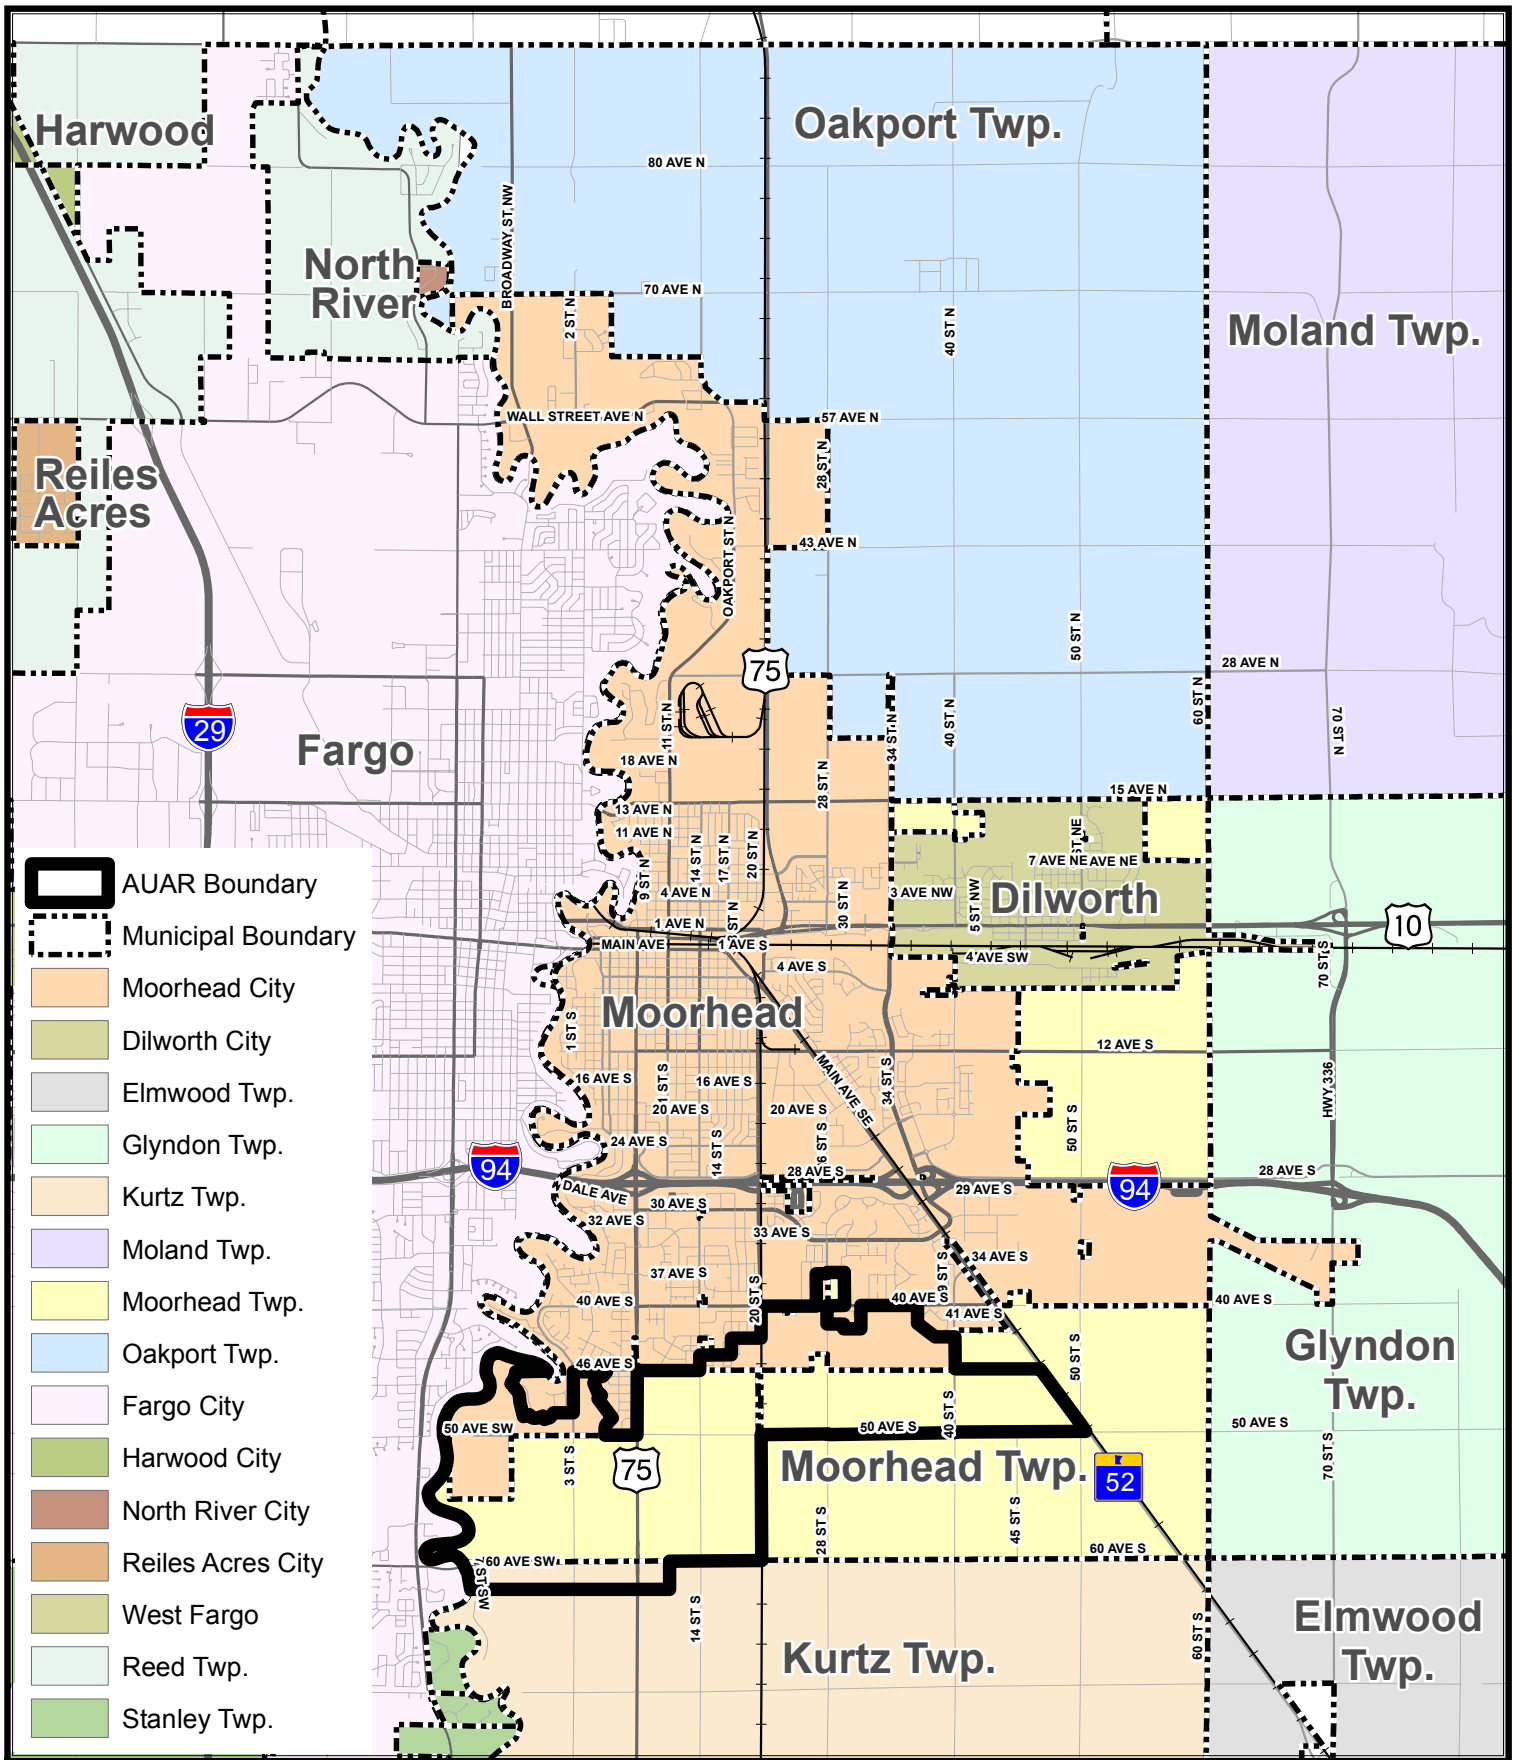 Harwood
Oakport Twp.
80 AVE N
BROADWAY ST NW
North
River
70 AVE N
2 ST N
40 ST N
Moland Twp.
WALL STREET AVE N
57 AVE N
28 ST N
Reiles
Acres
43 AVE N
OAKPORT ST N
50 ST N
28 AVE N
75
60 ST N
29
11 ST N
34 ST N
40 ST N
70 ST N
Fargo
18 AVE N
28 ST N
15 AVE N
13 AVE N
11 AVE N
14 ST N
17 ST N
20 ST N
ST NE
7 AVE NE
AVE NE
9 ST N
4 AVE N
30 ST N
3 AVE NW
5 ST NW
Dilworth
10
1 AVE N
MAIN AVE
1 AVE S
4 AVE SW
4 AVE S
70 ST S
Moorhead
1 ST S
12 AVE S
MAIN AVE SE
34 ST S
HWY 336
16 AVE S
16 AVE S
20 AVE S
20 AVE S
50 ST S
24 AVE S
14 ST S
94
28 AVE S
28 AVE S
DALE AVE
30 AVE S
29 AVE S
94
32 AVE S
33 AVE S
34 AVE S
37 AVE S
20 ST S
40 AVE S
40 AVE S
41 AVE S
40 AVE S
46 AVE S
50 ST S
Glyndon
Twp.
50 AVE SW
50 AVE S
40 ST S
50 AVE S
3 ST S
75
Moorhead Twp.
52
70 ST S
28 ST S
45 ST S
60 AVE SW
60 AVE S
7 ST SW
14 ST S
Kurtz Twp.
60 ST S
Elmwood
Twp.
AUAR Boundary
Municipal Boundary
Moorhead City
Dilworth City
Elmwood Twp.
Glyndon Twp.
Kurtz Twp.
Moland Twp.
Moorhead Twp.
Oakport Twp.
Fargo City
Harwood City
North River City
Reiles Acres City
West Fargo
Reed Twp.
Stanley Twp.